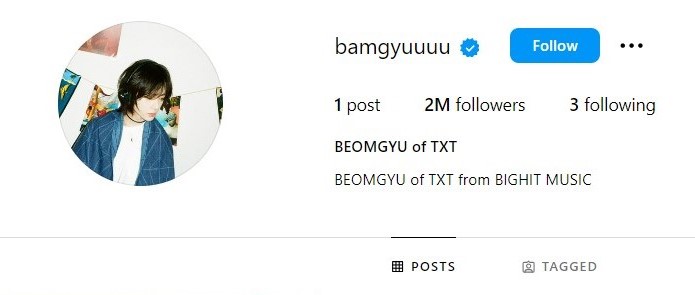 bamgyuuuu Follow
1 post 2M followers 3 following
BEOMGYU of TXT
BEOMGYU of TXT from BIGHIT MUSIC
POSTS TAGGED